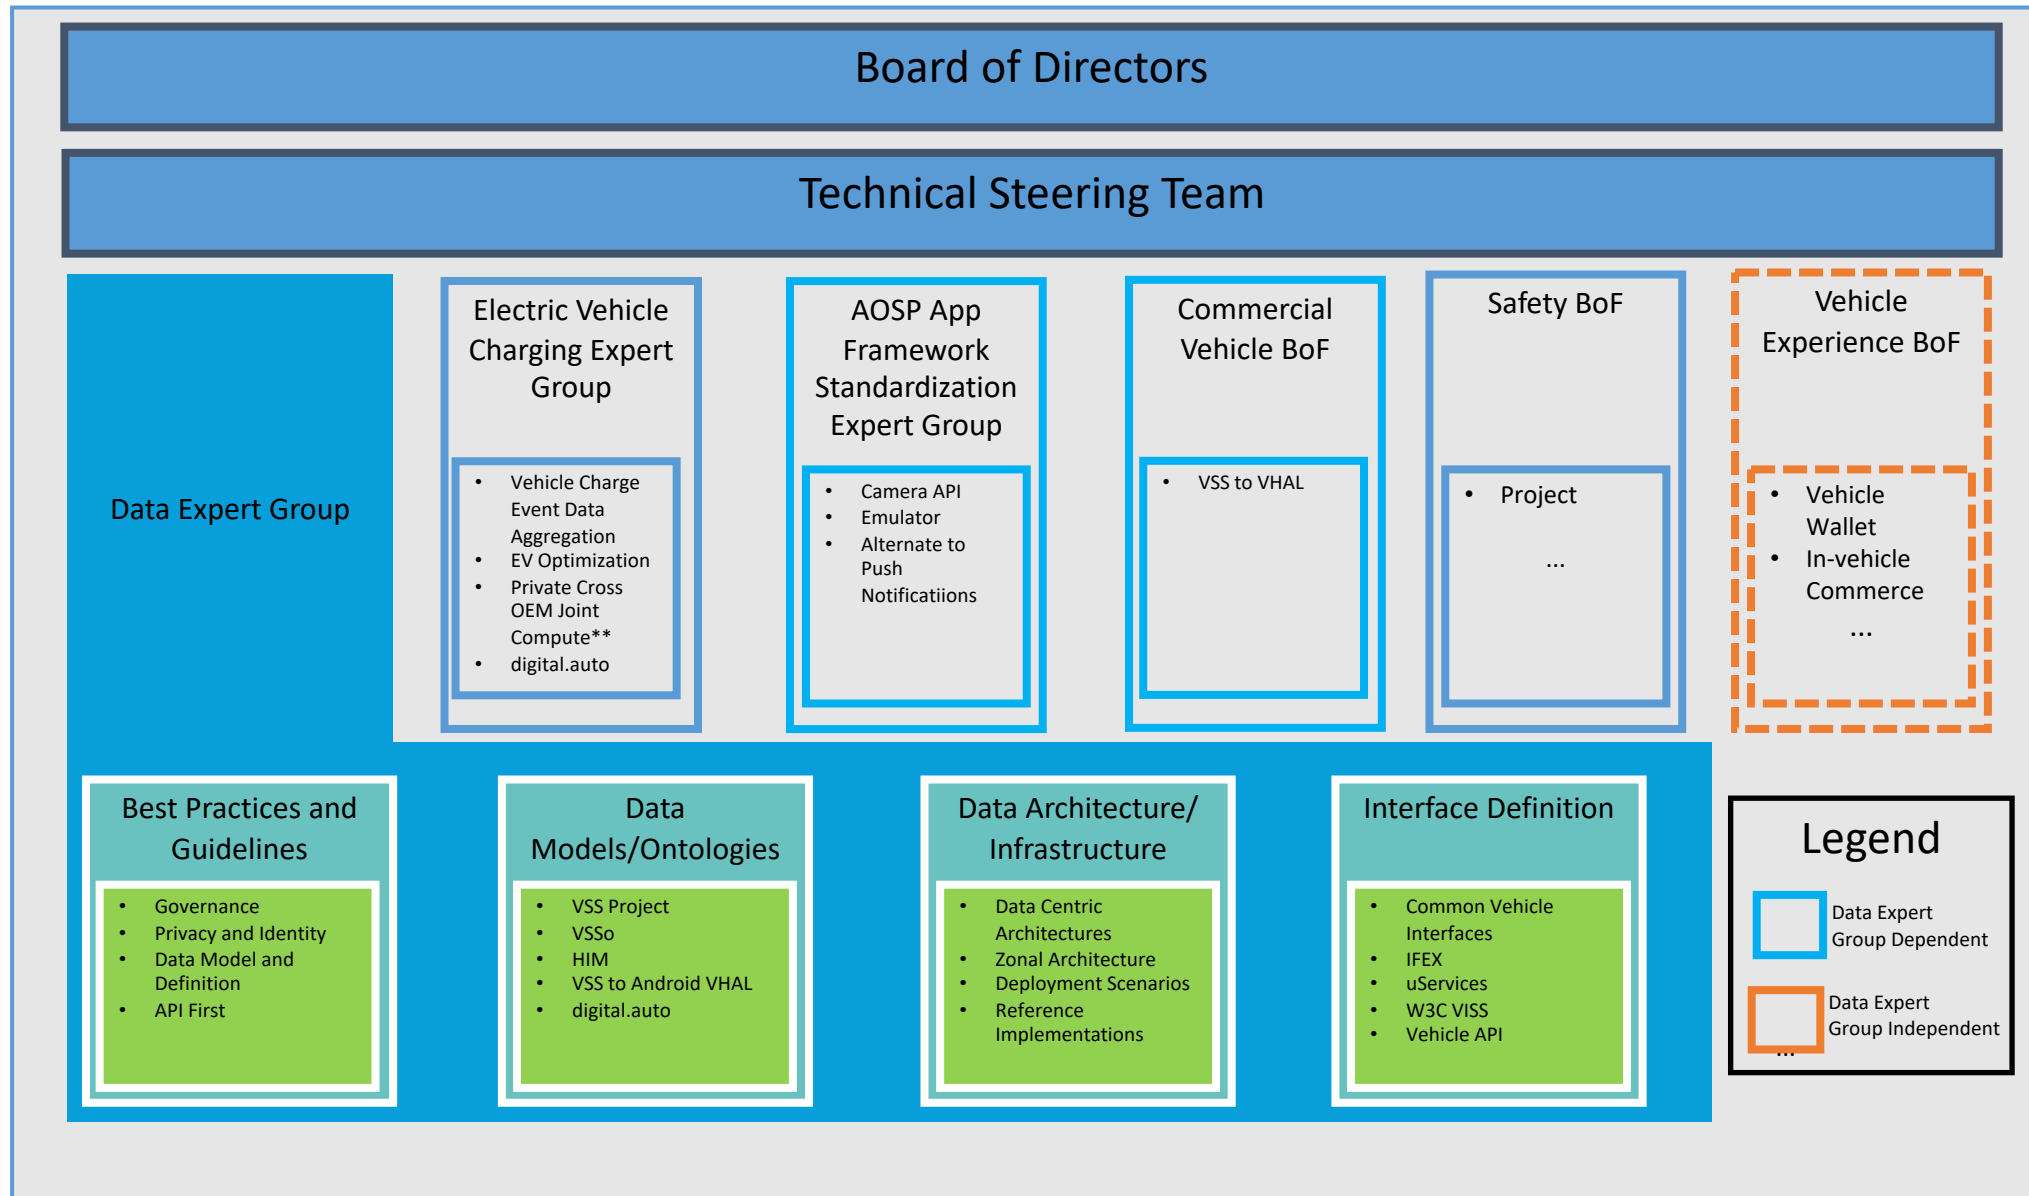 Board of Directors
Technical Steering Team
Data Expert Group
Electric Vehicle
Charging Expert
Group
• Vehicle Charge
Event Data
Aggregation
• EV Optimization
• Private Cross
OEM Joint
Compute**
• digital.auto
AOSP App
Framework
Standardization
Expert Group
• Camera API
• Emulator
• Alternate to
Push
Notificatiions
Commercial
Vehicle BoF
• VSS to VHAL
Safety BoF
• Project
...
Vehicle
Experience BoF
• Vehicle
Wallet
• In-vehicle
Commerce
...
Best Practices and
Guidelines
• Governance
• Privacy and Identity
• Data Model and
Definition
• API First
Data
Models/Ontologies
• VSS Project
• VSSo
• HIM
• VSS to Android VHAL
• digital.auto
Data Architecture/
Infrastructure
• Data Centric
Architectures
• Zonal Architecture
• Deployment Scenarios
• Reference
Implementations
Interface Definition
• Common Vehicle
Interfaces
• IFEX
• uServices
• W3C VISS
• Vehicle API
Legend
Data Expert
Group Dependent
Data Expert
Group Independent
...